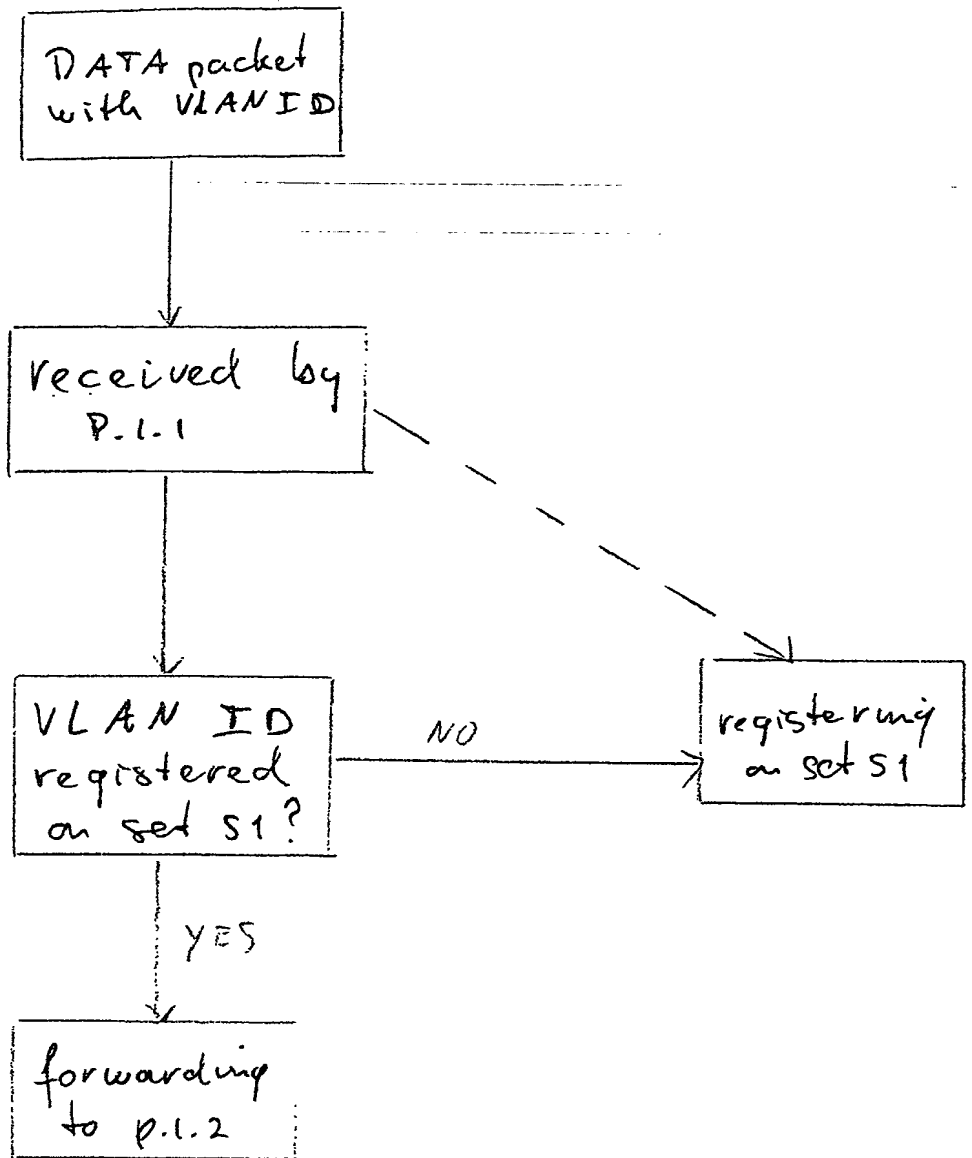 DATA packet
with VLAN ID
received by
P.1.1
VLAN ID
registered
on set S1?
NO
registering
on set S1
YES
forwarding
to p.1.2